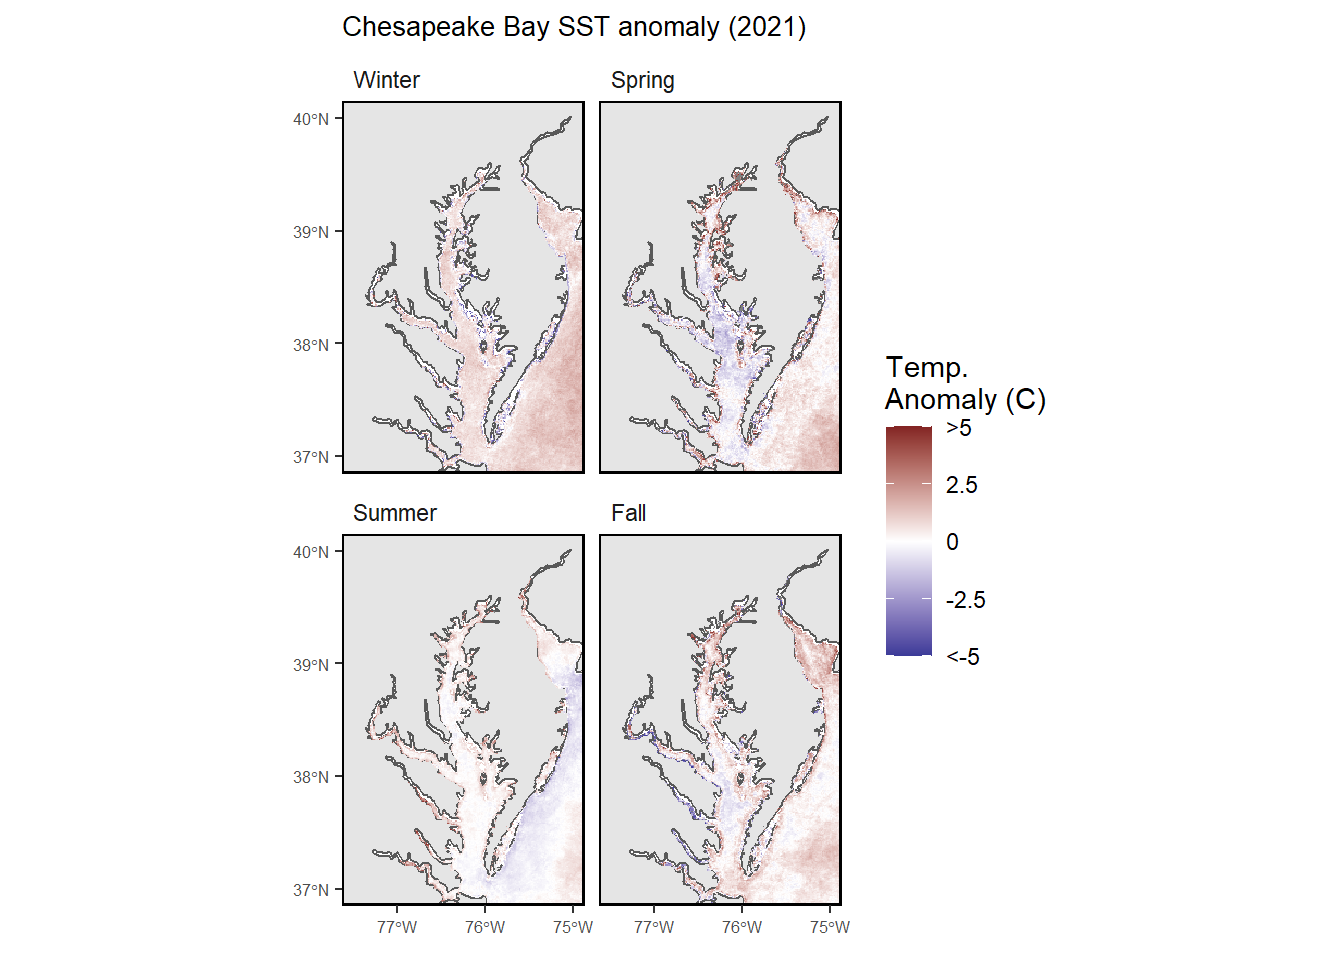 Chesapeake Bay SST anomaly (2021)
Winter
Spring
40°N
39°N
38°N
37°N
Summer
Fall
40°N
39°N
38°N
37°N
77°W
76°W
75°W
77°W
76°W
75°W
Temp.
Anomaly (C)
>5
2.5
0
-2.5
<-5